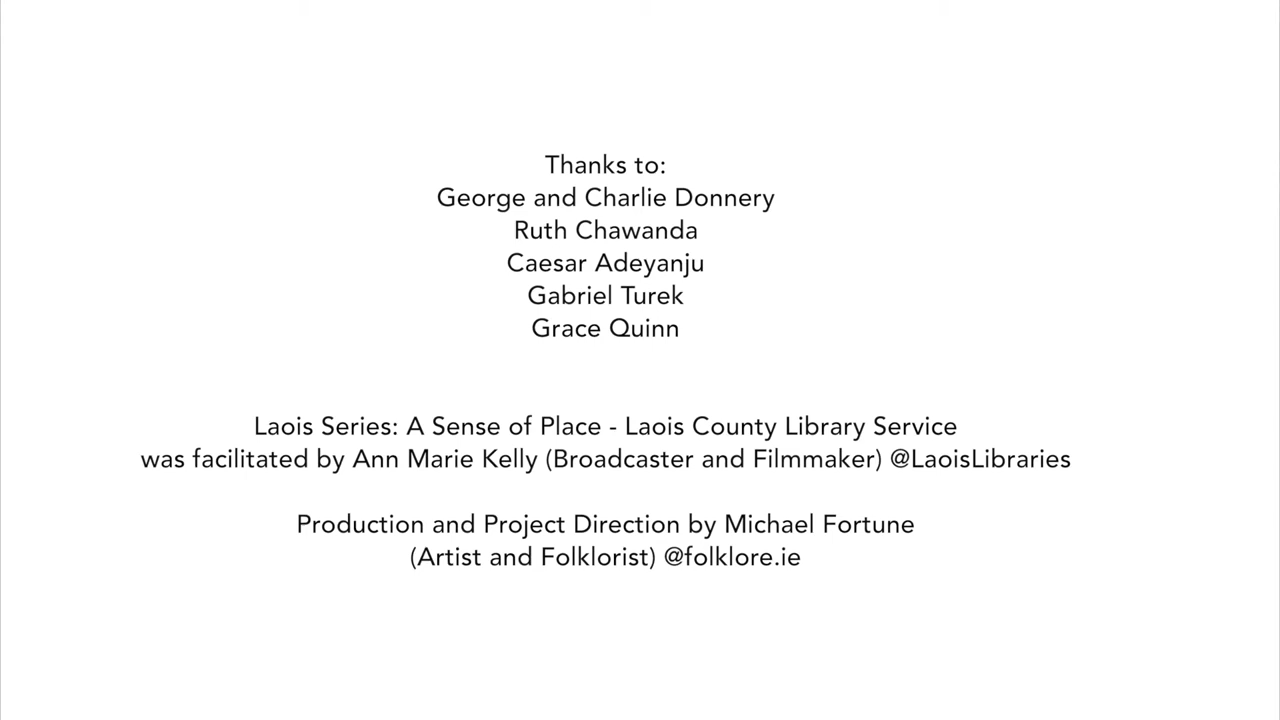 Thanks to:
George and Charlie Donnery
Ruth Chawanda
Caesar Adeyanju
Gabriel Turek
Grace Quinn
Laois Series: A Sense of Place - Laois County Library Service
was facilitated by Ann Marie Kelly (Broadcaster and Filmmaker) @LaoisLibraries
Production and Project Direction by Michael Fortune
(Artist and Folklorist) @folklore.ie